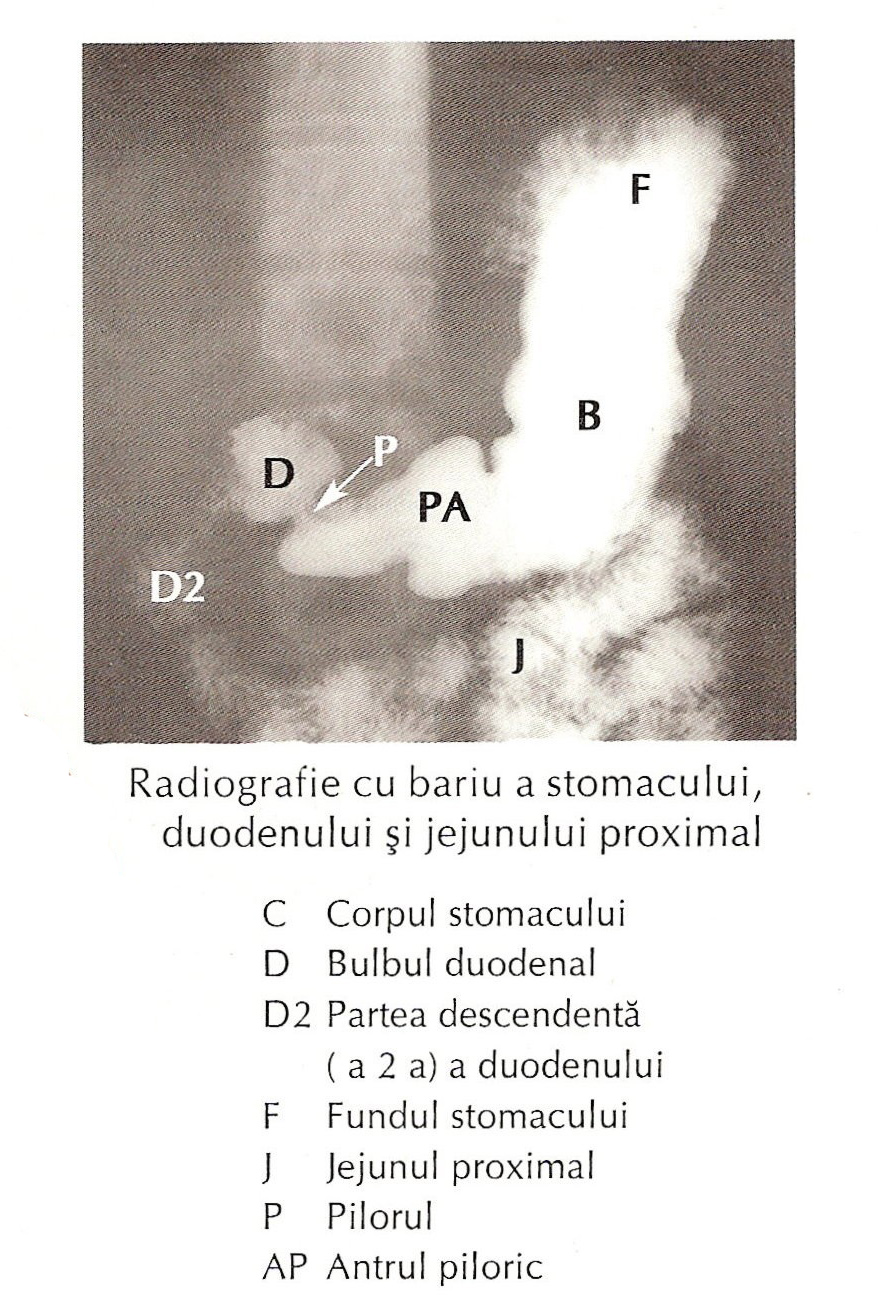 F
B
P
D
PA
D2
J
Radiografie cu bariu a stomacului,
duodenului și jejunului proximal
C Corpul stomacului
D Bulbul duodenal
D2 Partea descendentă
( a 2 a) a duodenului
F Fundul stomacului
J Jejunul proximal
P Pilorul
AP Antrul piloric